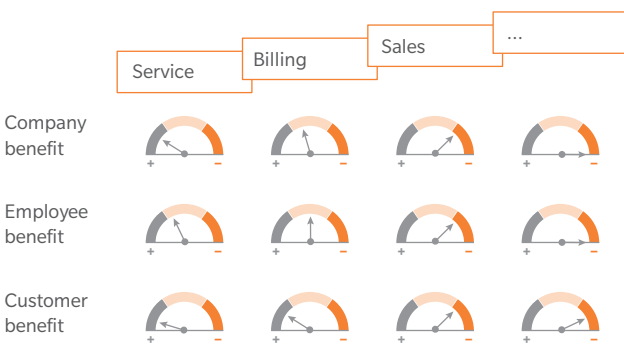 ...
Sales
Billing
Service
Company
benefit
+ − + − + − + −
Employee
benefit
+ − + − + − + −
Customer
benefit
+ − + − + − + −